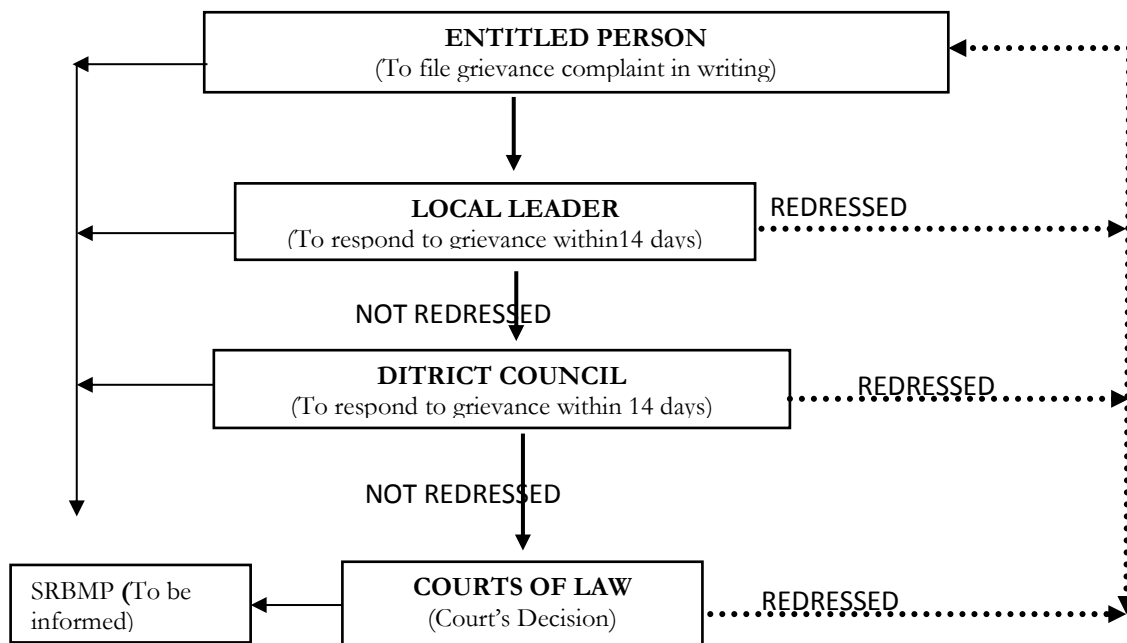 ENTITLED PERSON
(To file grievance complaint in writing)
LOCAL LEADER
(To respond to grievance within14 days)
REDRESSED
NOT REDRESSED
DITRICT COUNCIL
(To respond to grievance within 14 days)
REDRESSED
NOT REDRESSED
SRBMP (To be
informed)
COURTS OF LAW
(Court's Decision)
REDRESSED